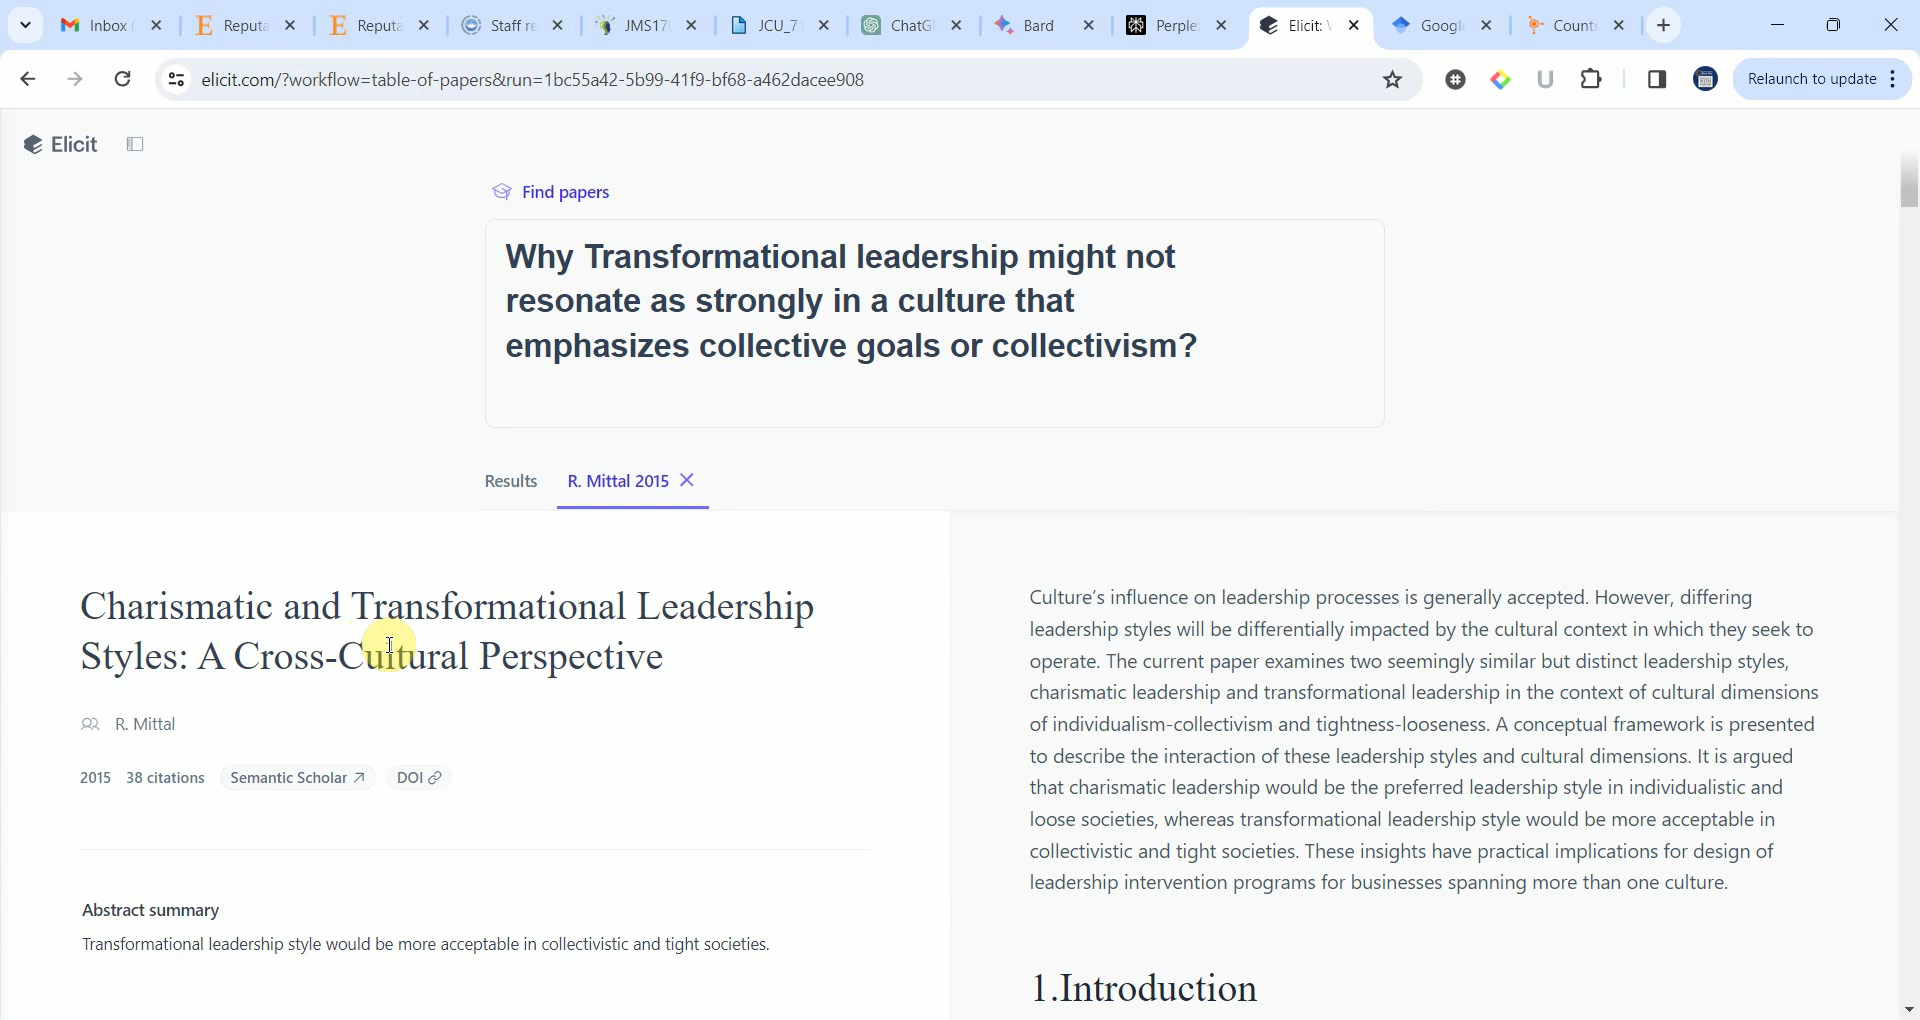 Inbox
Reputa
Reputa
Staff re
JMS17
JCU_7
ChatG
Bard
Perple
Elicit:
Googl
Count
elicit.com/?workflow=table-of-papers&run=1bc55a42-5b99-41f9-bf68-a462dacee908
Relaunch to update
Elicit
Find papers
Why Transformational leadership might not
resonate as strongly in a culture that
emphasizes collective goals or collectivism?
Results
R. Mittal 2015
Charismatic and Transformational Leadership
Styles: A Cross-Cultural Perspective
R. Mittal
2015 38 citations Semantic Scholar DOI
Abstract summary
Transformational leadership style would be more acceptable in collectivistic and tight societies.
Culture's influence on leadership processes is generally accepted. However, differing
leadership styles will be differentially impacted by the cultural context in which they seek to
operate. The current paper examines two seemingly similar but distinct leadership styles,
charismatic leadership and transformational leadership in the context of cultural dimensions
of individualism-collectivism and tightness-looseness. A conceptual framework is presented
to describe the interaction of these leadership styles and cultural dimensions. It is argued
that charismatic leadership would be the preferred leadership style in individualistic and
loose societies, whereas transformational leadership style would be more acceptable in
collectivistic and tight societies. These insights have practical implications for design of
leadership intervention programs for businesses spanning more than one culture.
1.Introduction